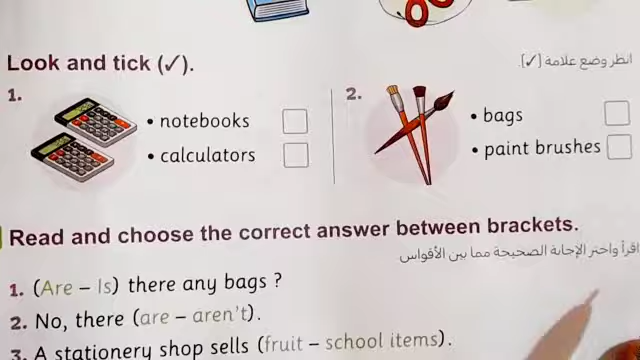 Look and tick (✓).
انظر وضع علامة [✓].
1.
• notebooks
• calculators
2.
• bags
• paint brushes
Read and choose the correct answer between brackets.
اقرأ واختر الإجابة الصحيحة مما بين الأقواس
1. (Are – Is) there any bags ?
2. No, there (are – aren't).
3. A stationery shop sells (fruit – school items).